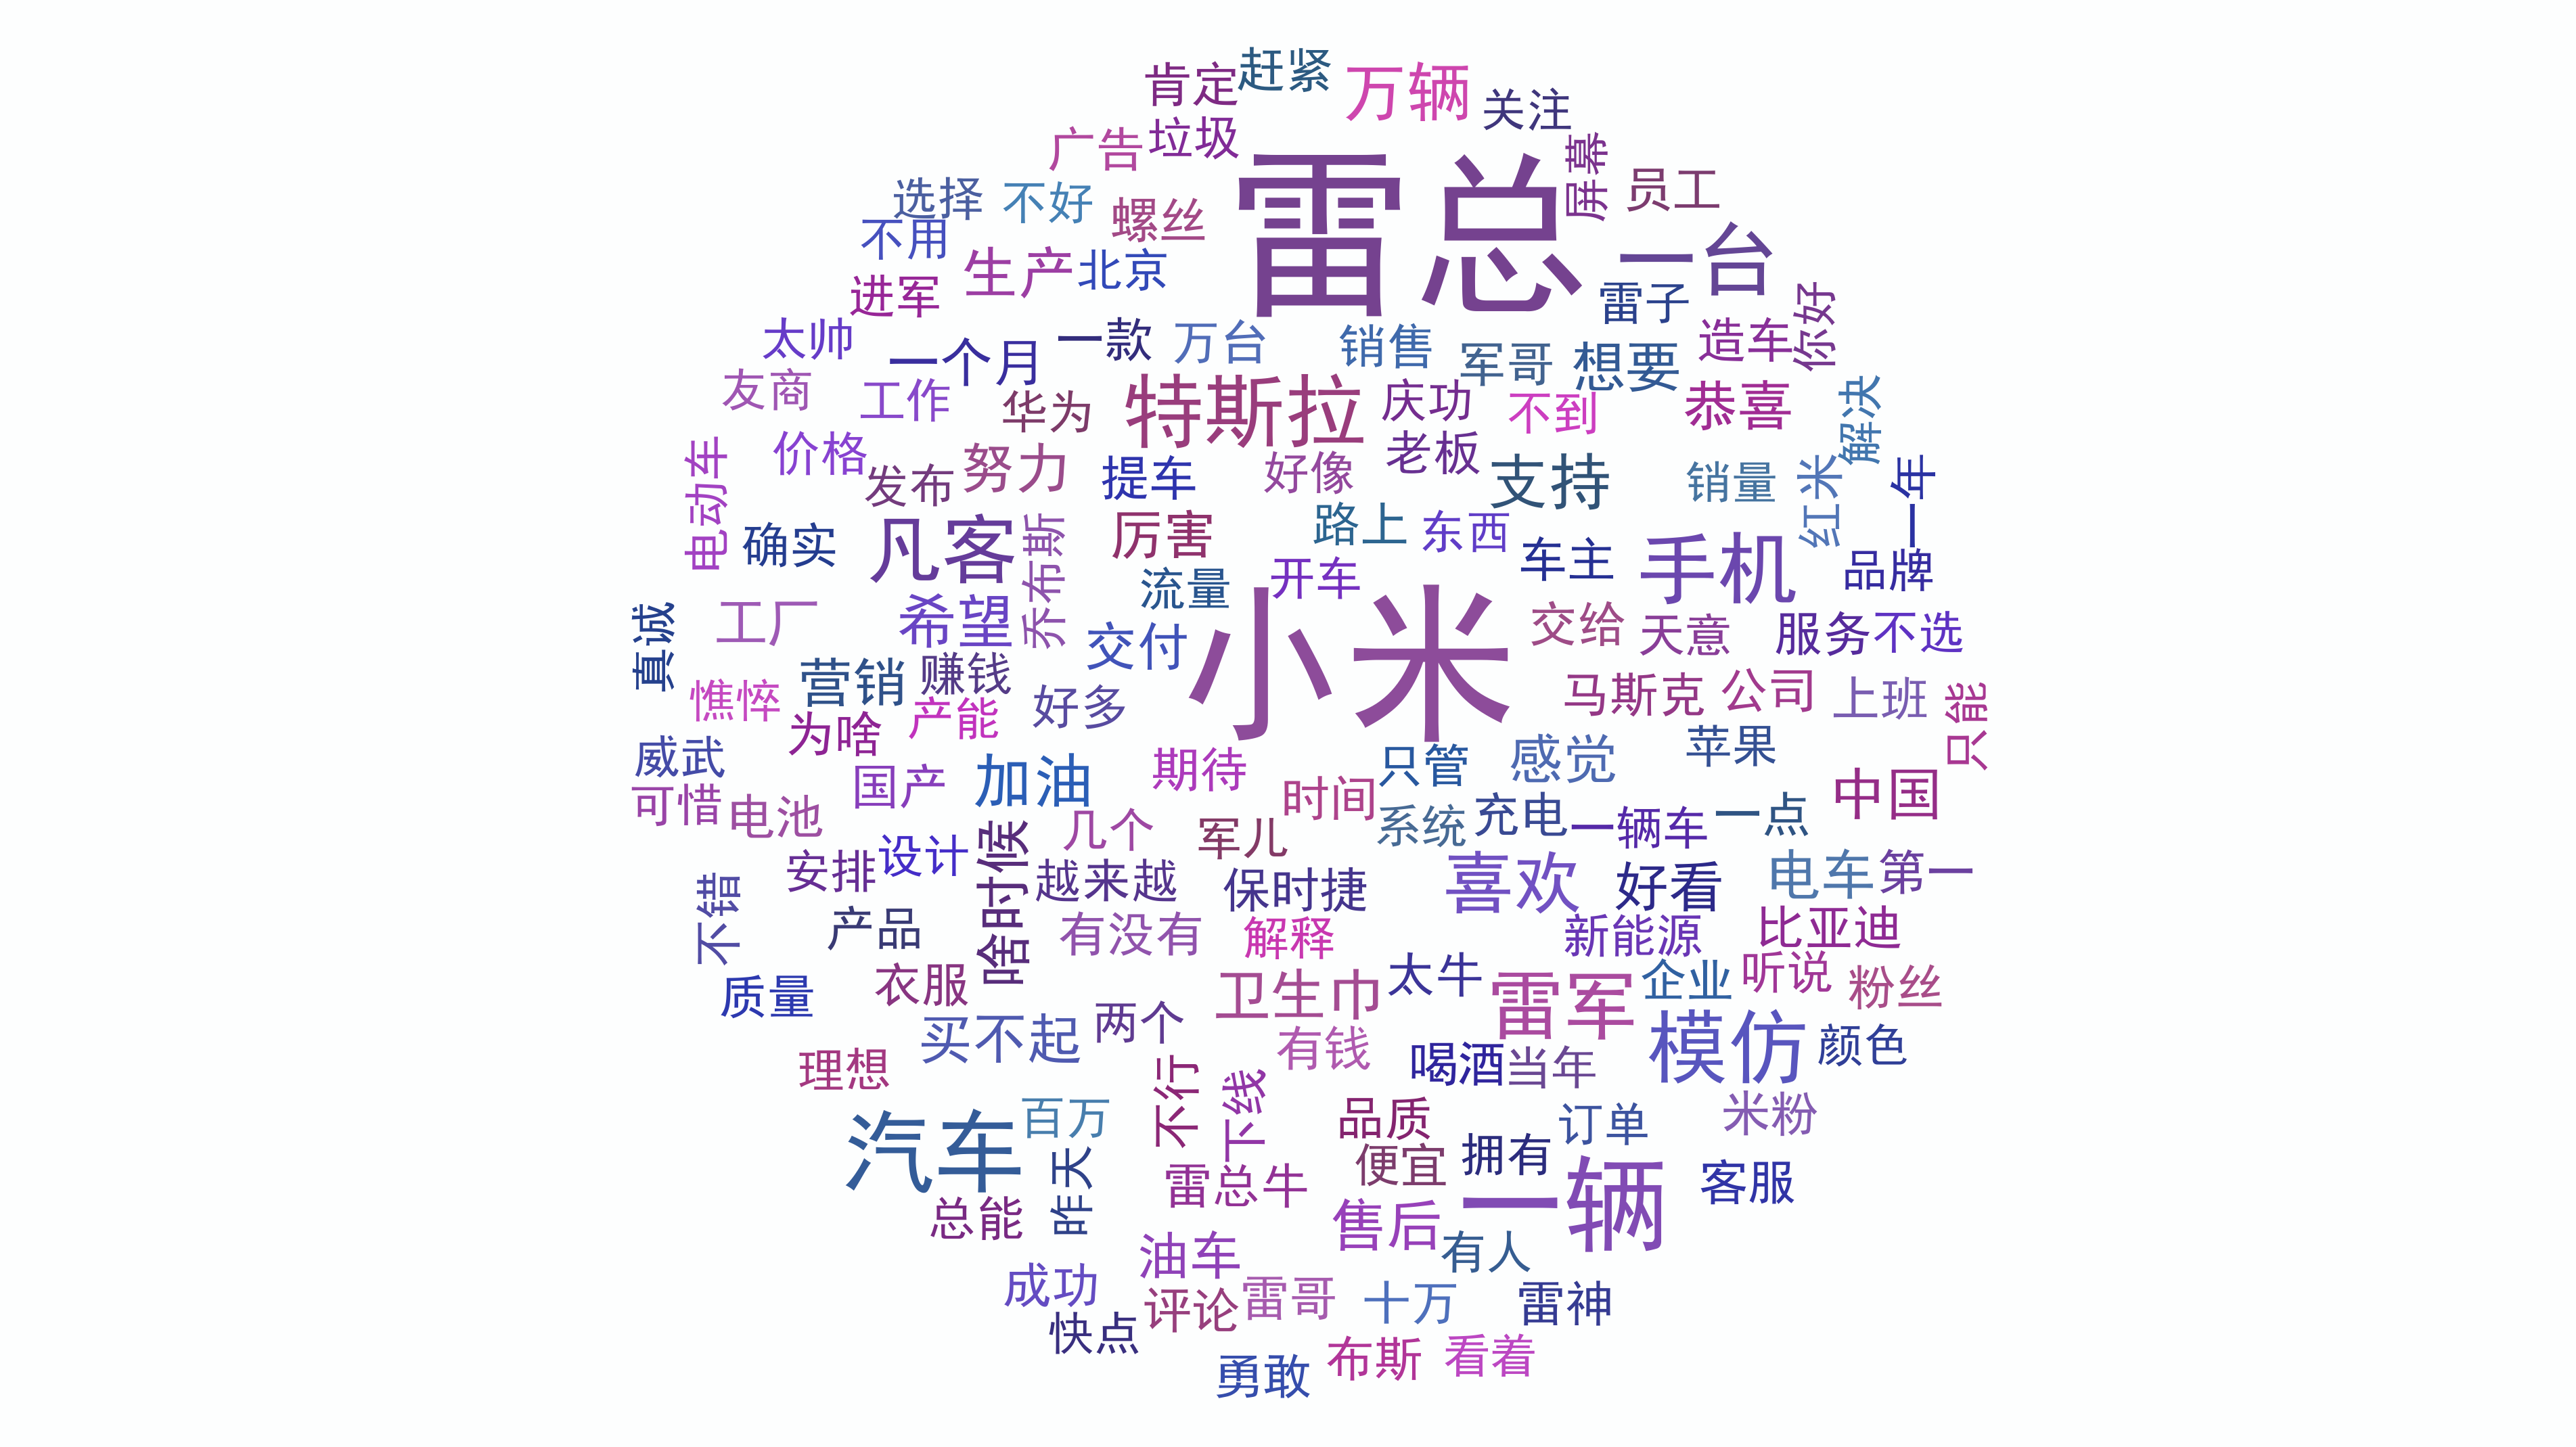 肯定 赶紧 万辆 关注
广告 垃圾 屏幕
选择 不好 螺丝 雷总 员工
不用 生产 北京 一台
进军 雷子 你好
太帅 一个月 一款 万台 销售 军哥 想要 造车
友商 工作 华为 特斯拉 庆功 不到 恭喜 解决
电动车 价格 发布 努力 提车 好像 老板 支持 销量 红米 一年
确实 凡客 乔布斯 厉害 路上 东西 车主 手机 品牌
流量 开车
真诚 工厂 希望 交付 小米 交给 天意 服务 不选
憔悴 营销 赚钱 产能 好多 马斯克 公司 上班 只能
威武 为啥 国产 加油 期待 只管 感觉 苹果 中国
可惜 电池 几个 军儿 时间 系统 充电 一辆车 一点
安排 设计 啥时候 越来越 保时捷 喜欢 好看 电车 第一
不错 产品 有没有 解释 新能源 比亚迪
质量 衣服 卫生巾 太牛 雷军 企业 听说 粉丝
买不起 两个 有钱 喝酒 当年 模仿 颜色
理想 不行 下线
汽车 百万 品质 订单 米粉
昨天 雷总牛 便宜 拥有 一辆 客服
总能 售后
油车 有人
成功 评论 雷哥 十万 雷神
快点 布斯 看着
勇敢